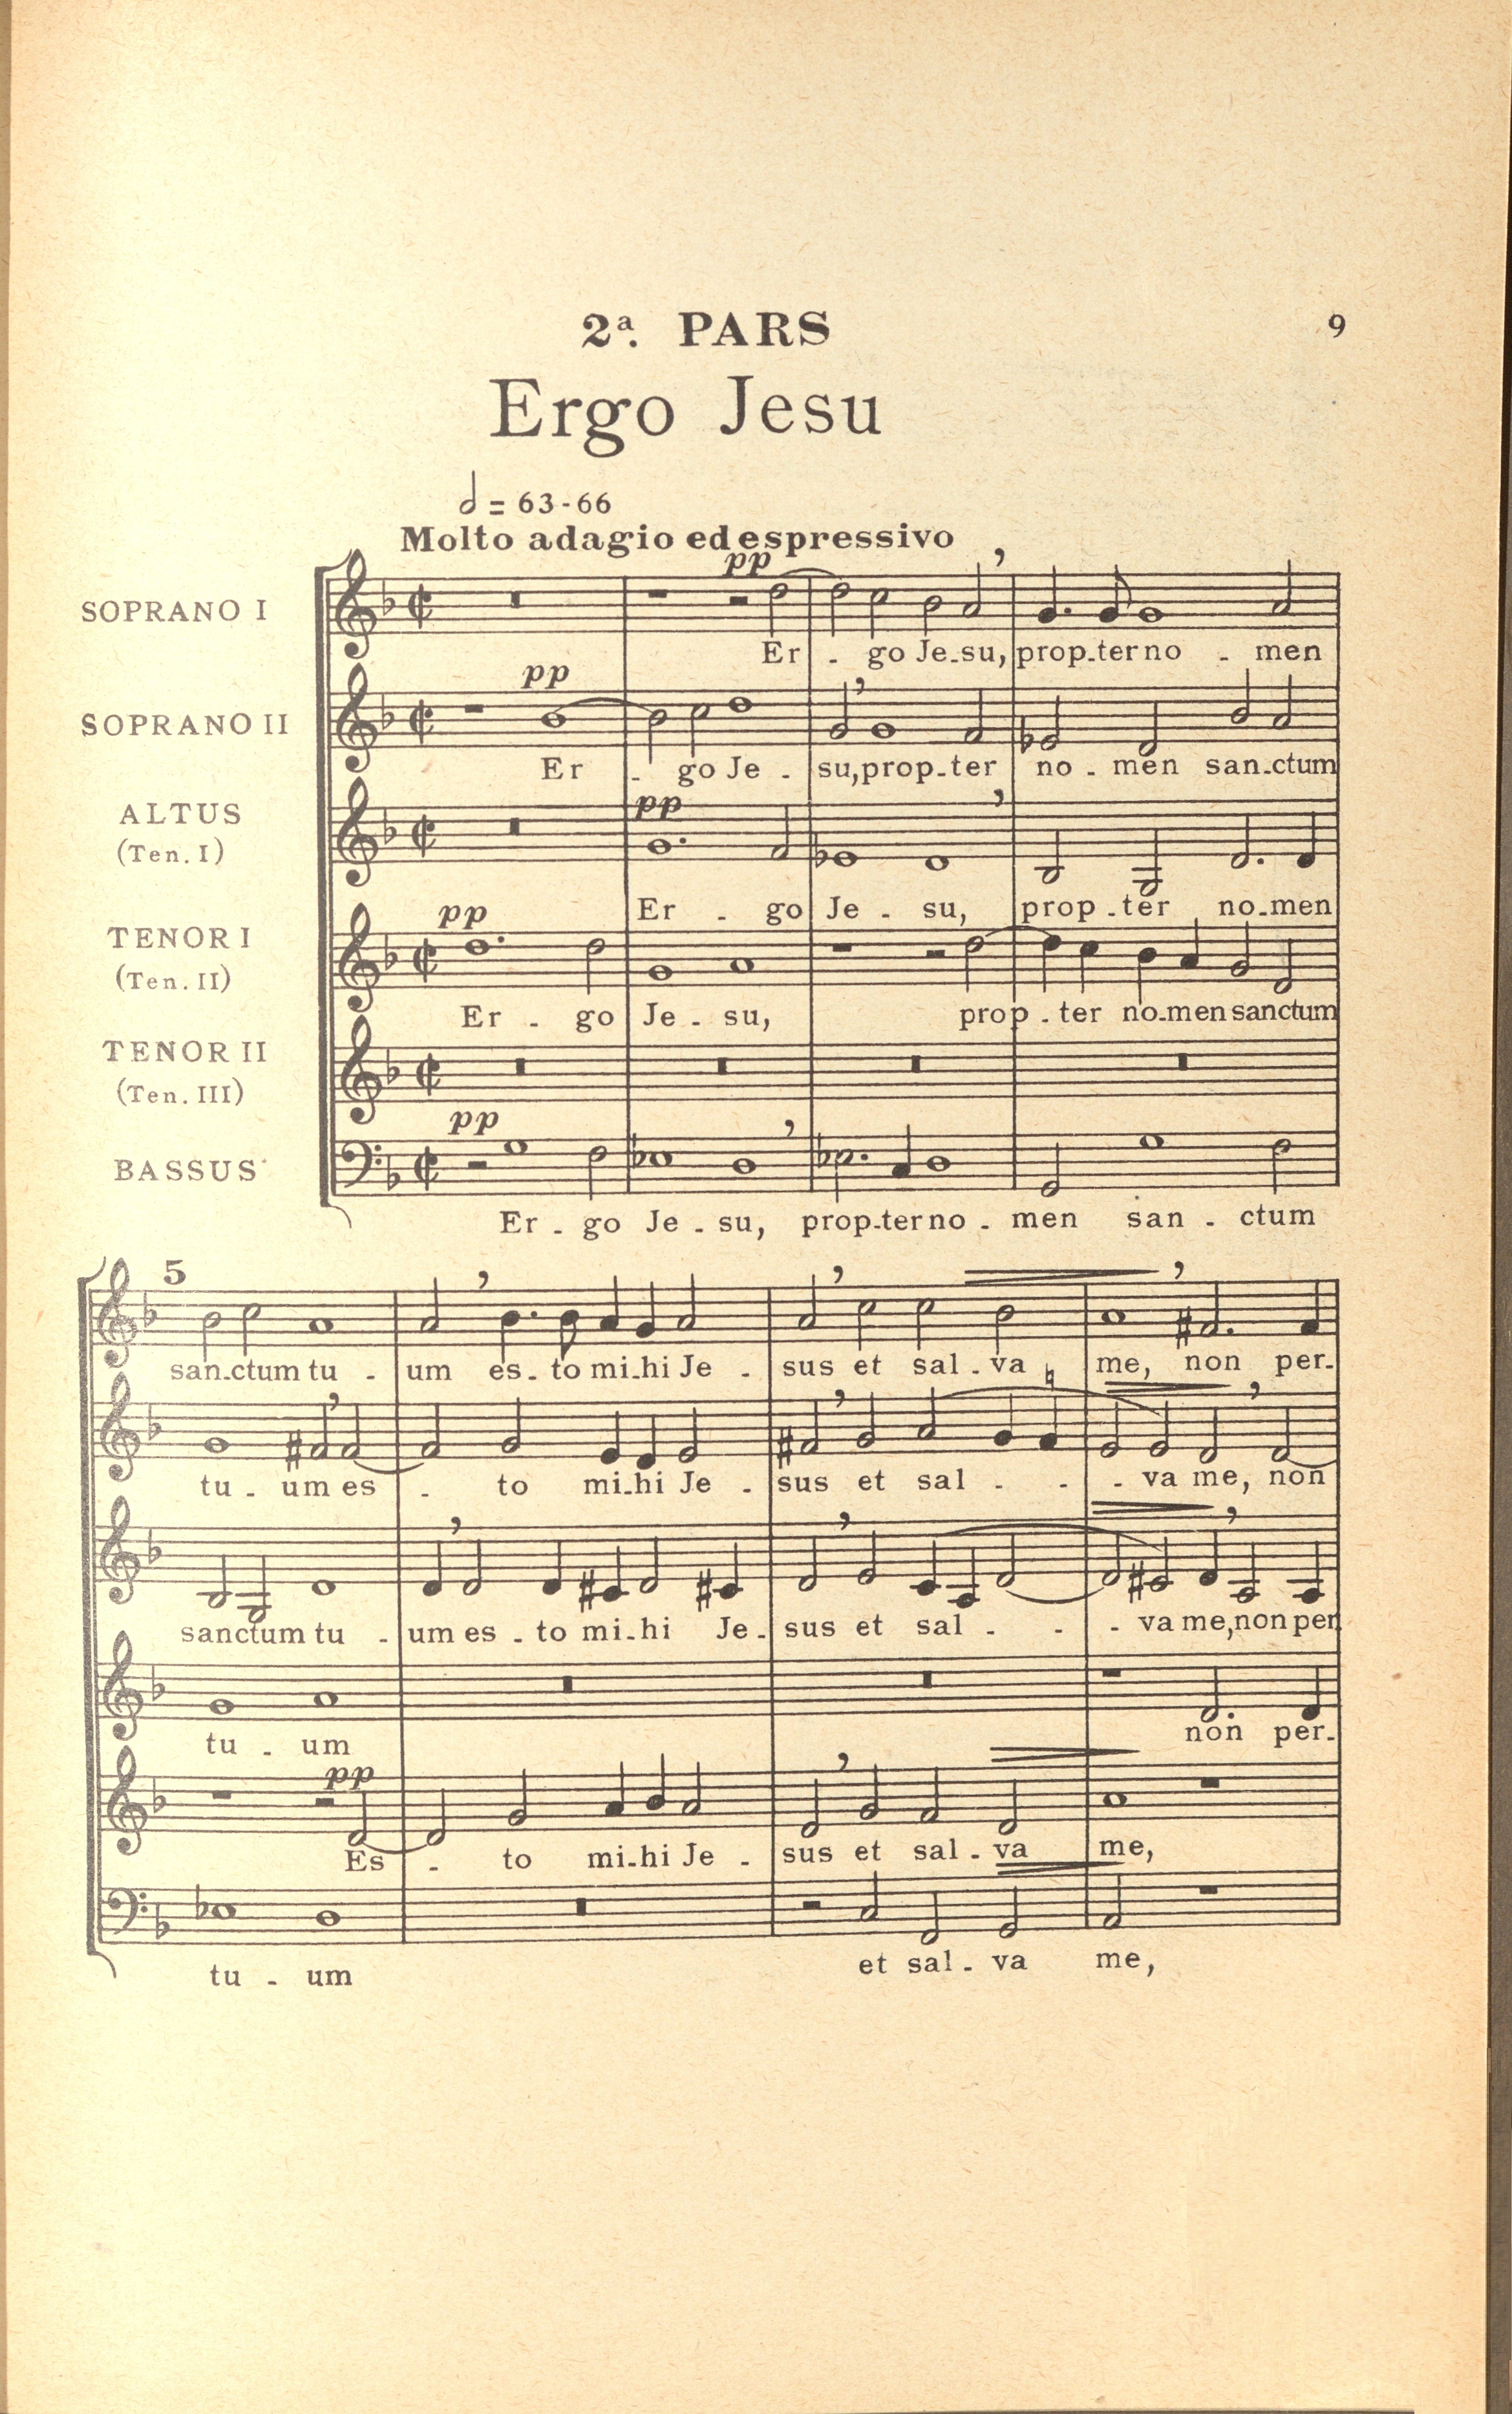 2ª. PARS
9
Ergo Jesu
= 63-66
Molto adagio ed espressivo
pp
SOPRANO I
Er - go Je-su, prop-ter no - men
pp
SOPRANO II
Er - go Je - su, prop-ter no - men san-ctum
pp
ALTUS
(Ten. I)
Er - go Je - su, prop-ter no-men
pp
TENOR I
(Ten. II)
Er - go Je - su, prop - ter no-men sanctum
TENOR II
(Ten. III)
pp
BASSUS
Er - go Je - su, prop-ter no - men san - ctum
5
san-ctum tu - um es - to mi-hi Je - sus et sal - va me, non per-
tu - um es - to mi-hi Je - sus et sal - - - va me, non
sanctum tu - um es - to mi-hi Je - sus et sal - - - va me, non per
tu - um non per-
pp
Es - to mi-hi Je - sus et sal - va me,
tu - um et sal - va me,